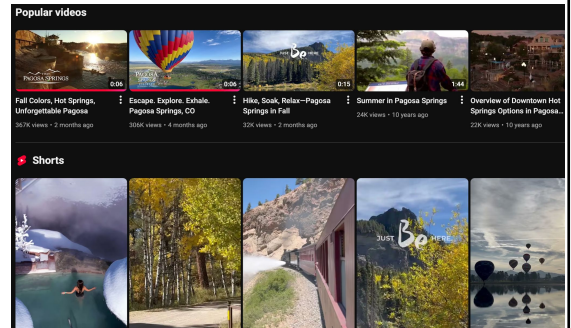 Popular videos
PAGOSA SPRINGS
0:06
PAGOSA
0:06
JUST Be HERE
0:15
1:44
Fall Colors, Hot Springs,
Unforgettable Pagosa
367K views • 2 months ago
Escape. Explore. Exhale.
Pagosa Springs, CO
306K views • 4 months ago
Hike, Soak, Relax—Pagosa
Springs in Fall
32K views • 2 months ago
Summer in Pagosa Springs
24K views • 10 years ago
Overview of Downtown Hot
Springs Options in Pagosa...
22K views • 10 years ago
Shorts
JUST Be HERE